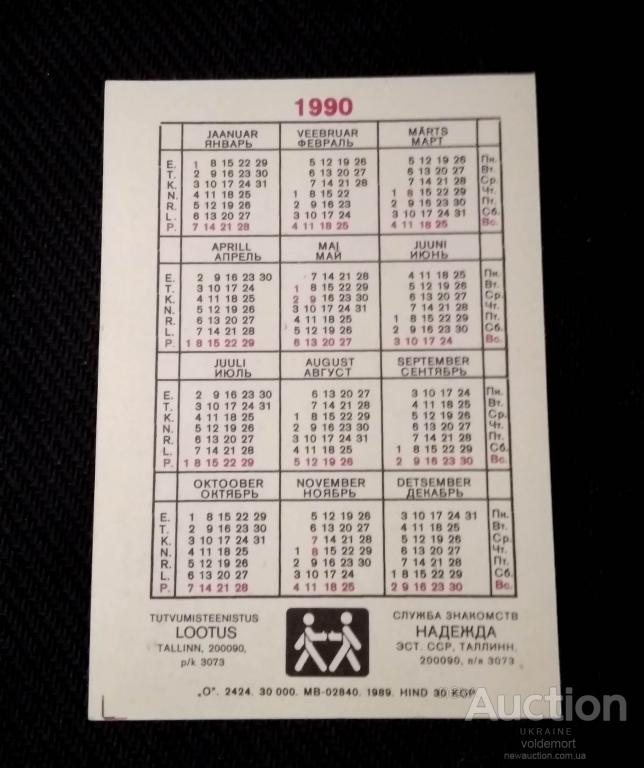 1990
JAANUAR VEEBRUAR MÄRTS
ЯНВАРЬ ФЕВРАЛЬ МАРТ
E. 1 8 15 22 29 5 12 19 26 5 12 19 26 Пн.
T. 2 9 16 23 30 6 13 20 27 6 13 20 27 Вт.
K. 3 10 17 24 31 7 14 21 28 7 14 21 28 Ср.
N. 4 11 18 25 1 8 15 22 1 8 15 22 29 Чт.
R. 5 12 19 26 2 9 16 23 2 9 16 23 30 Пт.
L. 6 13 20 27 3 10 17 24 3 10 17 24 31 Сб.
P. 7 14 21 28 4 11 18 25 4 11 18 25 Вс.
APRILL MAI JUUNI
АПРЕЛЬ МАЙ ИЮНЬ
E. 2 9 16 23 30 7 14 21 28 4 11 18 25 Пн.
T. 3 10 17 24 1 8 15 22 29 5 12 19 26 Вт.
K. 4 11 18 25 2 9 16 23 30 6 13 20 27 Ср.
N. 5 12 19 26 3 10 17 24 31 7 14 21 28 Чт.
R. 6 13 20 27 4 11 18 25 1 8 15 22 29 Пт.
L. 7 14 21 28 5 12 19 26 2 9 16 23 30 Сб.
P. 1 8 15 22 29 6 13 20 27 3 10 17 24 Вс.
JUULI AUGUST SEPTEMBER
ИЮЛЬ АВГУСТ СЕНТЯБРЬ
E. 2 9 16 23 30 6 13 20 27 3 10 17 24 Пн.
T. 3 10 17 24 31 7 14 21 28 4 11 18 25 Вт.
K. 4 11 18 25 1 8 15 22 29 5 12 19 26 Ср.
N. 5 12 19 26 2 9 16 23 30 6 13 20 27 Чт.
R. 6 13 20 27 3 10 17 24 31 7 14 21 28 Пт.
L. 7 14 21 28 4 11 18 25 1 8 15 22 29 Сб.
P. 1 8 15 22 29 5 12 19 26 2 9 16 23 30 Вс.
OKTOOBER NOVEMBER DETSEMBER
ОКТЯБРЬ НОЯБРЬ ДЕКАБРЬ
E. 1 8 15 22 29 5 12 19 26 3 10 17 24 31 Пн.
T. 2 9 16 23 30 6 13 20 27 4 11 18 25 Вт.
K. 3 10 17 24 31 7 14 21 28 5 12 19 26 Ср.
N. 4 11 18 25 1 8 15 22 29 6 13 20 27 Чт.
R. 5 12 19 26 2 9 16 23 30 7 14 21 28 Пт.
L. 6 13 20 27 3 10 17 24 1 8 15 22 29 Сб.
P. 7 14 21 28 4 11 18 25 2 9 16 23 30 Вс.
TUTVUMISTEENISTUS
LOOTUS
TALLINN, 200090,
p/k 3073
СЛУЖБА ЗНАКОМСТВ
НАДЕЖДА
ЭСТ. ССР, ТАЛЛИНН,
200090, п/я 3073
„O". 2424. 30 000. MB-02840. 1989. HIND 30 КОР
Auction
UKRAINE
voldemort
newauction.com.ua